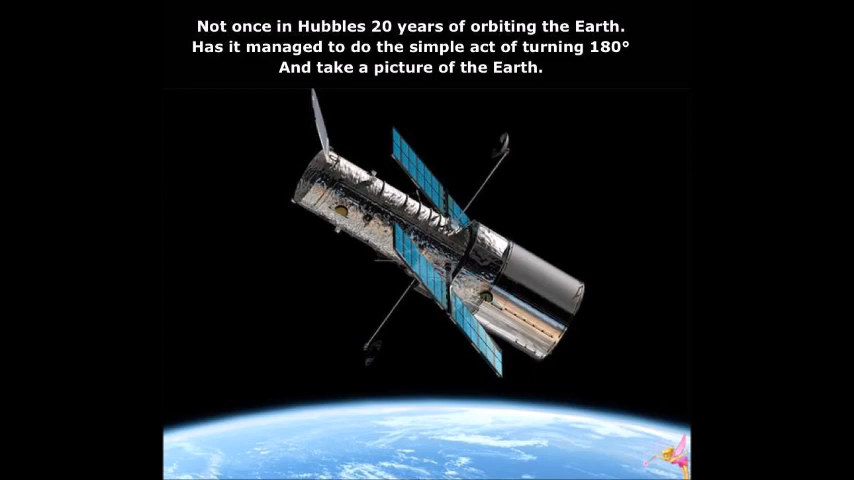 Not once in Hubbles 20 years of orbiting the Earth.
Has it managed to do the simple act of turning 180°
And take a picture of the Earth.